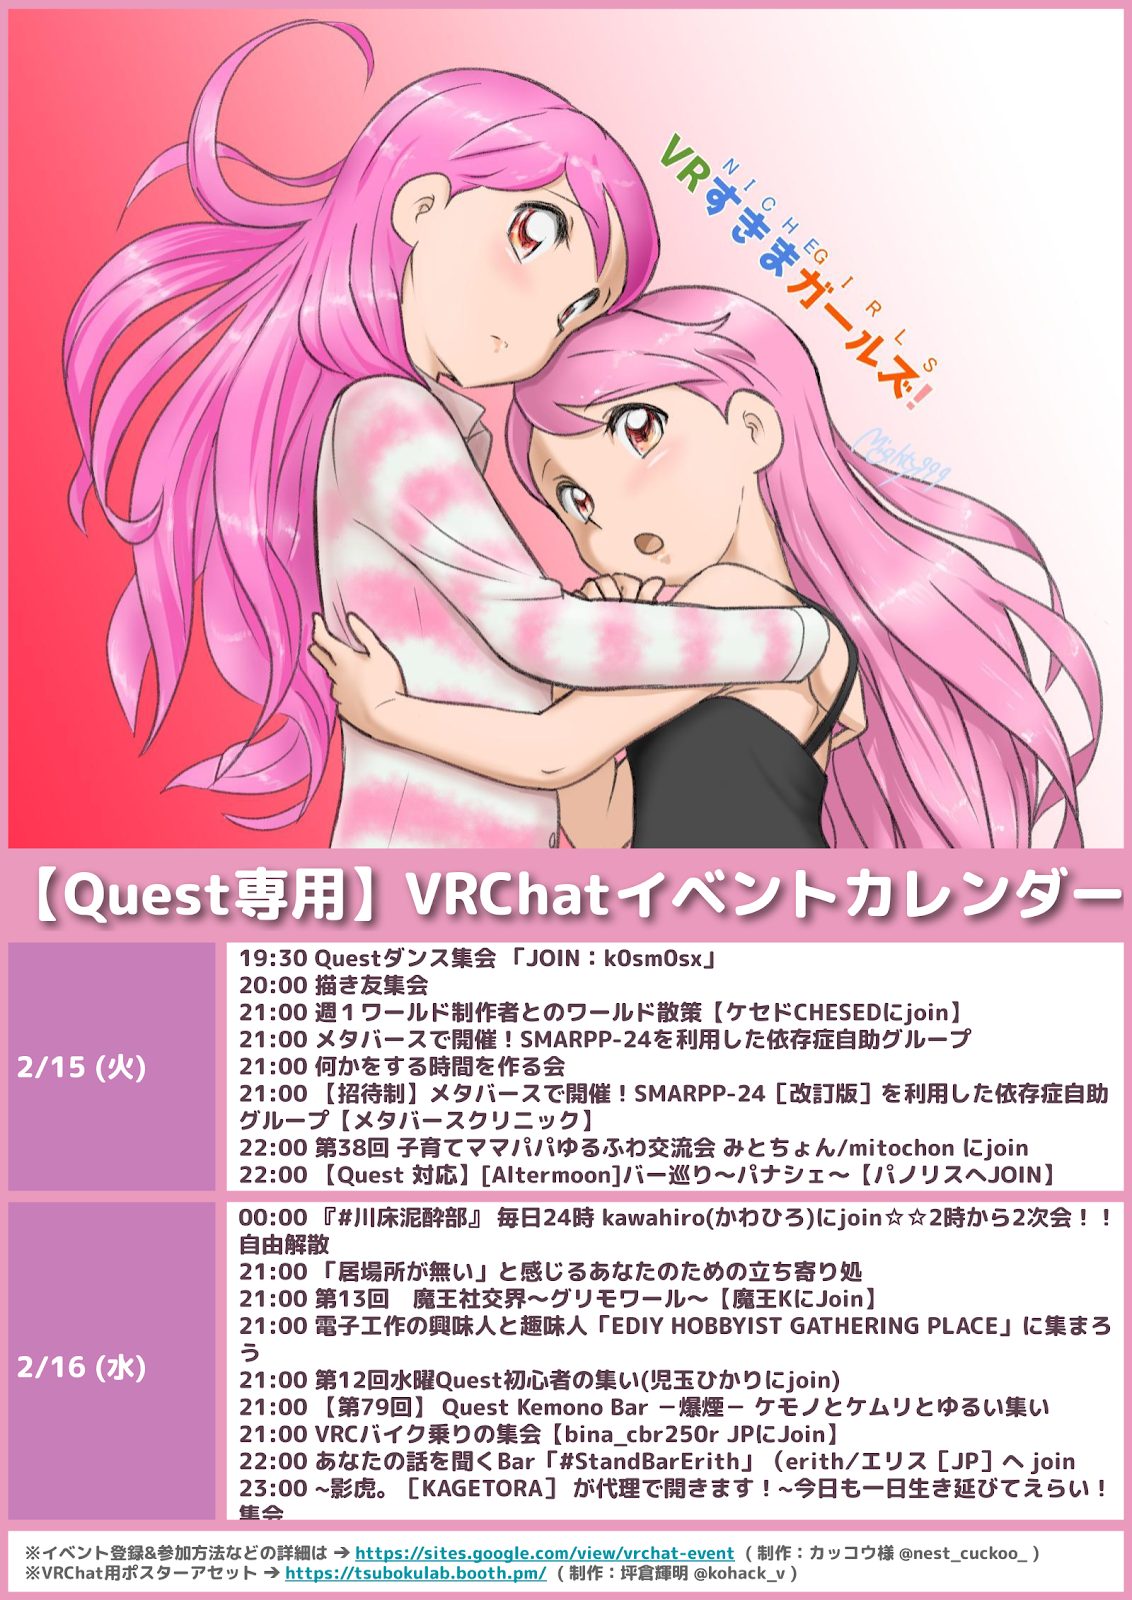 NICHE GIRLS
VRすきまガールズ!
Mighty999
【Quest専用】VRChatイベントカレンダー
2/15 (火)
19:30 Questダンス集会 「JOIN：k0sm0sx」
20:00 描き友集会
21:00 週１ワールド制作者とのワールド散策【ケセドCHESEDにjoin】
21:00 メタバースで開催！SMARPP-24を利用した依存症自助グループ
21:00 何かをする時間を作る会
21:00 【招待制】メタバースで開催！SMARPP-24［改訂版］を利用した依存症自助
グループ【メタバースクリニック】
22:00 第38回 子育てママパパゆるふわ交流会 みとちょん/mitochon にjoin
22:00 【Quest 対応】[Altermoon]バー巡り～パナシェ～【パノリスへJOIN】
2/16 (水)
00:00 『#川床泥酔部』 毎日24時 kawahiro(かわひろ)にjoin☆☆2時から2次会！！
自由解散
21:00 「居場所が無い」と感じるあなたのための立ち寄り処
21:00 第13回　魔王社交界～グリモワール～【魔王KにJoin】
21:00 電子工作の興味人と趣味人「EDIY HOBBYIST GATHERING PLACE」に集まろ
う
21:00 第12回水曜Quest初心者の集い(児玉ひかりにjoin)
21:00 【第79回】 Quest Kemono Bar －爆煙－ ケモノとケムリとゆるい集い
21:00 VRCバイク乗りの集会【bina_cbr250r JPにJoin】
22:00 あなたの話を聞くBar「#StandBarErith」（erith/エリス［JP］へ join
23:00 ~影虎。［KAGETORA］ が代理で開きます！~今日も一日生き延びてえらい！
集会
※イベント登録&参加方法などの詳細は ➔ https://sites.google.com/view/vrchat-event （ 制作：カッコウ様 @nest_cuckoo_ ）
※VRChat用ポスターアセット ➔ https://tsubokulab.booth.pm/ （ 制作：坪倉輝明 @kohack_v ）